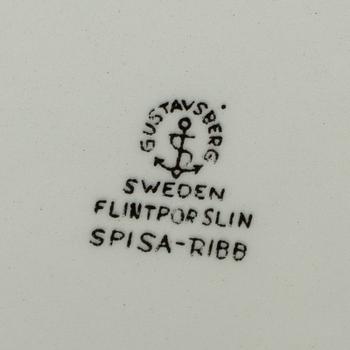 GUSTAVSBERG
S
SWEDEN
FLINTPORSLIN
SPISA-RIBB